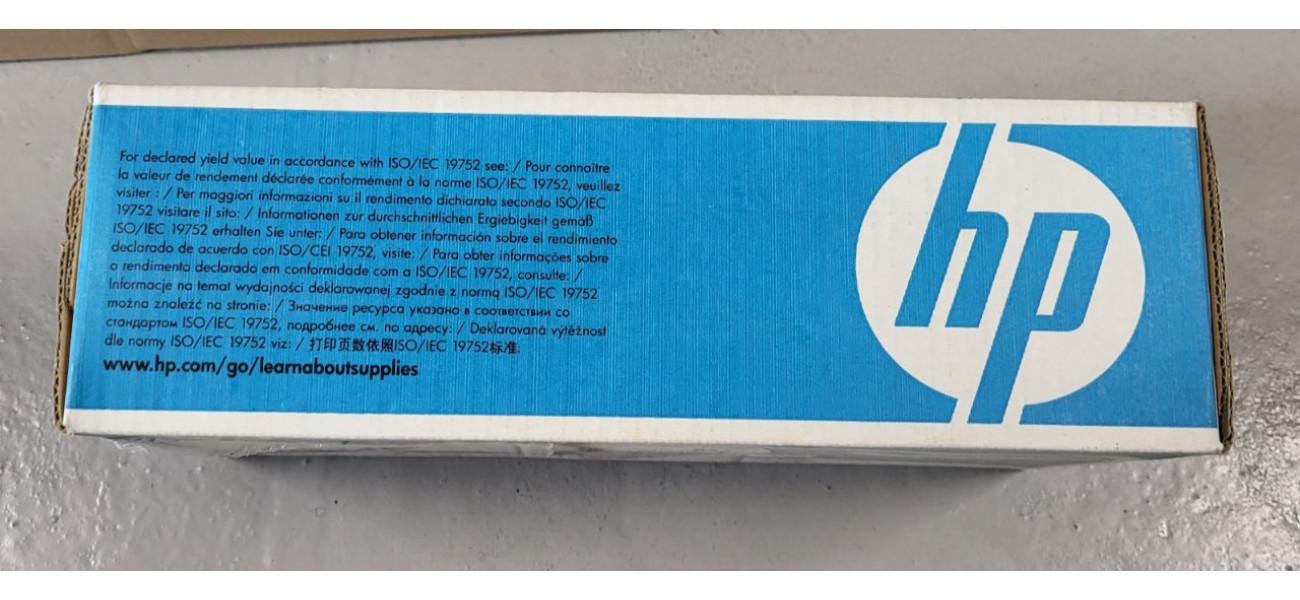 For declared yield value in accordance with ISO/IEC 19752 see: / Pour connaître
la valeur de rendement déclarée conformément à la norme ISO/IEC 19752, veuillez
visiter : / Per maggiori informazioni su il rendimento dichiarato secondo ISO/IEC
19752 visitare il sito: / Informationen zur durchschnittlichen Ergiebigkeit gemäß
ISO/IEC 19752 erhalten Sie unter: / Para obtener información sobre el rendimiento
declarado de acuerdo con ISO/CEI 19752, visite: / Para obter informações sobre
o rendimento declarado em conformidade com a ISO/IEC 19752, consulte: /
Informacje na temat wydajności deklarowanej zgodnie z normą ISO/IEC 19752
można znaleźć na stronie: / Значение ресурса указано в соответствии со
стандартом ISO/IEC 19752, подробнее см. по адресу: / Deklarovaná výtěžnost
dle normy ISO/IEC 19752 viz: / 打印页数依照ISO/IEC 19752标准:
www.hp.com/go/learnaboutsupplies
hp